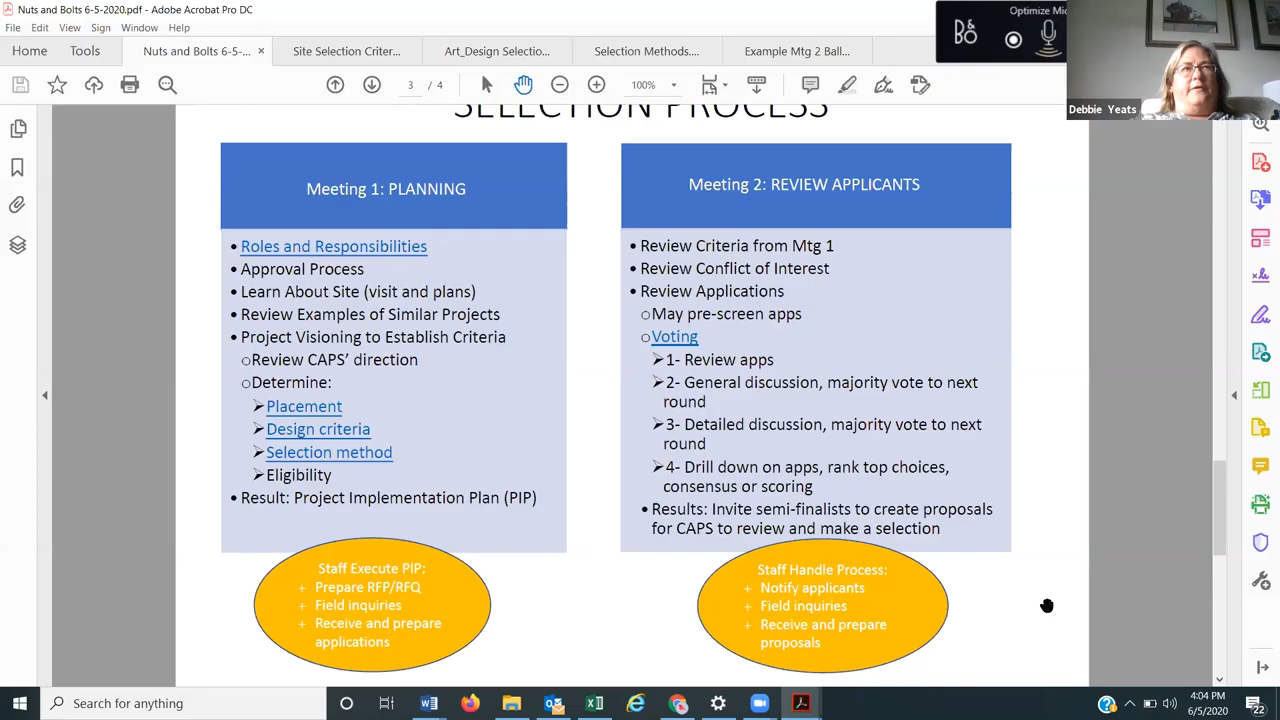 Nuts and Bolts 6-5-2020.pdf - Adobe Acrobat Pro DC
File Edit View Sign Window Help
Home Tools Nuts and Bolts 6-5-... × Site Selection Criter... Art_Design Selectio... Selection Methods.... Example Mtg 2 Ball...
Optimize Mic
B&O
3 / 4 100%
Debbie Yeats
SELECTION PROCESS
Meeting 1: PLANNING
• Roles and Responsibilities
• Approval Process
• Learn About Site (visit and plans)
• Review Examples of Similar Projects
• Project Visioning to Establish Criteria
o Review CAPS' direction
o Determine:
➢ Placement
➢ Design criteria
➢ Selection method
➢ Eligibility
• Result: Project Implementation Plan (PIP)
Staff Execute PIP:
+ Prepare RFP/RFQ
+ Field inquiries
+ Receive and prepare
applications
Meeting 2: REVIEW APPLICANTS
• Review Criteria from Mtg 1
• Review Conflict of Interest
• Review Applications
o May pre-screen apps
o Voting
➢ 1- Review apps
➢ 2- General discussion, majority vote to next
round
➢ 3- Detailed discussion, majority vote to next
round
➢ 4- Drill down on apps, rank top choices,
consensus or scoring
• Results: Invite semi-finalists to create proposals
for CAPS to review and make a selection
Staff Handle Process:
+ Notify applicants
+ Field inquiries
+ Receive and prepare
proposals
Search for anything
4:04 PM
6/5/2020
22